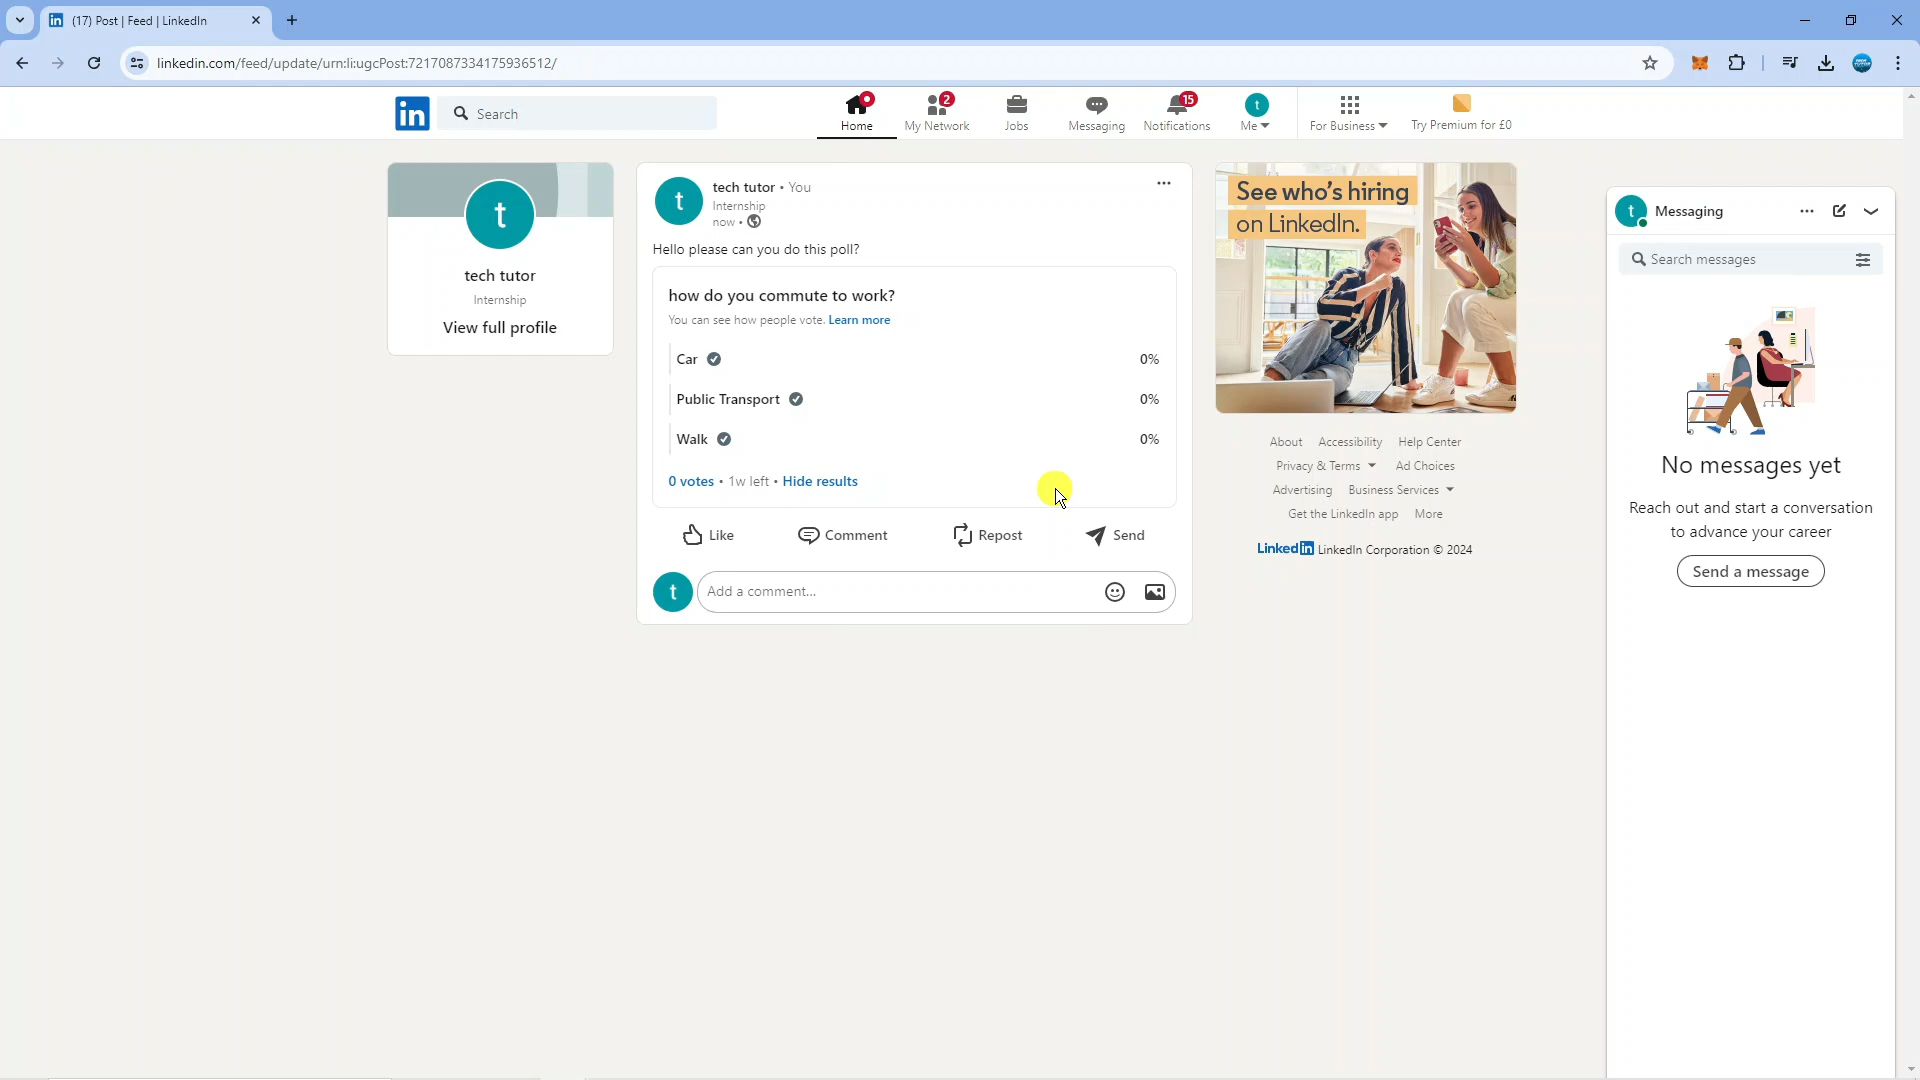 (17) Post | Feed | LinkedIn
linkedin.com/feed/update/urn:li:ugcPost:7217087334175936512/
in
Search
Home
2
My Network
Jobs
Messaging
15
Notifications
t
Me
For Business
Try Premium for £0
t
tech tutor
Internship
View full profile
t
tech tutor • You
Internship
now •
Hello please can you do this poll?
how do you commute to work?
You can see how people vote. Learn more
Car 0%
Public Transport 0%
Walk 0%
0 votes • 1w left • Hide results
Like
Comment
Repost
Send
t
Add a comment...
See who's hiring
on LinkedIn.
About Accessibility Help Center
Privacy & Terms Ad Choices
Advertising Business Services
Get the LinkedIn app More
LinkedIn LinkedIn Corporation © 2024
t
Messaging
Search messages
No messages yet
Reach out and start a conversation
to advance your career
Send a message